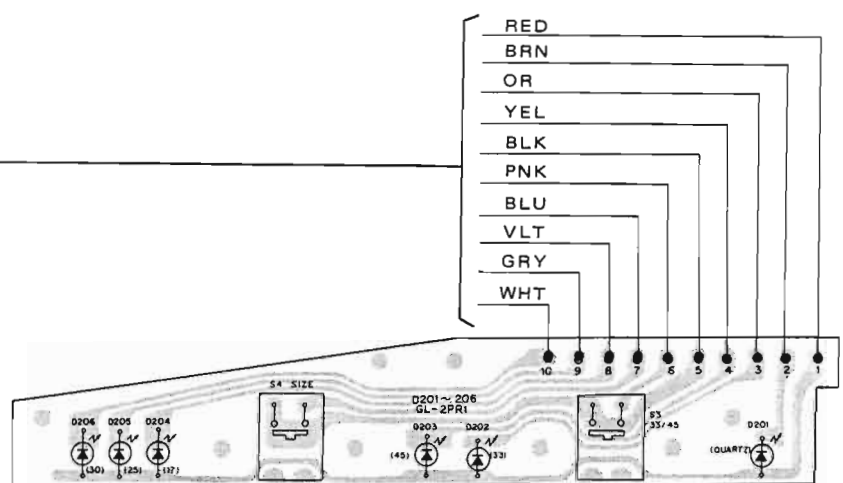 RED
BRN
OR
YEL
BLK
PNK
BLU
VLT
GRY
WHT
10 9 8 7 6 5 4 3 2 1
S4 SIZE
D201~206
GL-2PR1
S3
33/45
D206 D205 D204
D203 D202 D201
(30) (25) (17)
(45) (33) (QUARTZ)